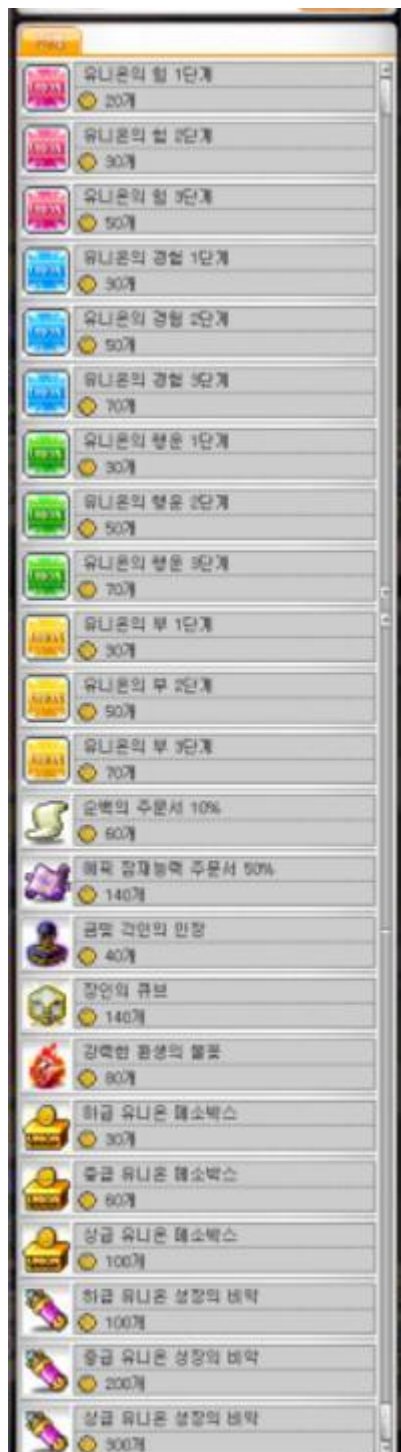 유니온의 힘 1단계
20개
유니온의 힘 2단계
30개
유니온의 힘 3단계
50개
유니온의 경험 1단계
30개
유니온의 경험 2단계
50개
유니온의 경험 3단계
70개
유니온의 행운 1단계
30개
유니온의 행운 2단계
50개
유니온의 행운 3단계
70개
유니온의 부 1단계
30개
유니온의 부 2단계
50개
유니온의 부 3단계
70개
순백의 주문서 10%
60개
에픽 잠재능력 주문서 50%
140개
금빛 각인의 인장
40개
장인의 큐브
140개
강력한 환생의 불꽃
80개
하급 유니온 메소박스
30개
중급 유니온 메소박스
60개
상급 유니온 메소박스
100개
하급 유니온 성장의 비약
100개
중급 유니온 성장의 비약
200개
상급 유니온 성장의 비약
300개